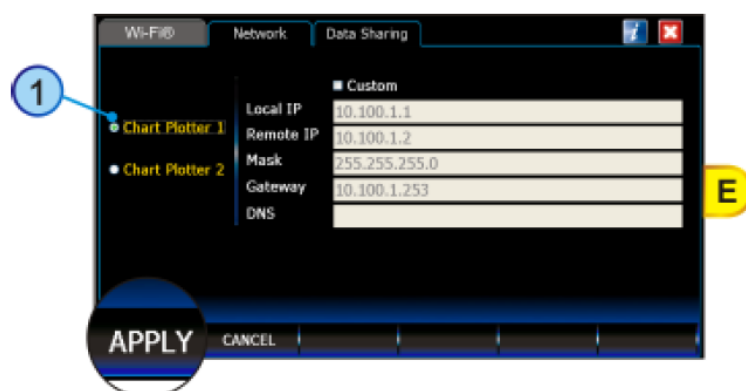 Wi-Fi® Network Data Sharing i
1
Custom
Chart Plotter 1
Chart Plotter 2
Local IP 10.100.1.1
Remote IP 10.100.1.2
Mask 255.255.255.0
Gateway 10.100.1.253
DNS
E
APPLY CANCEL